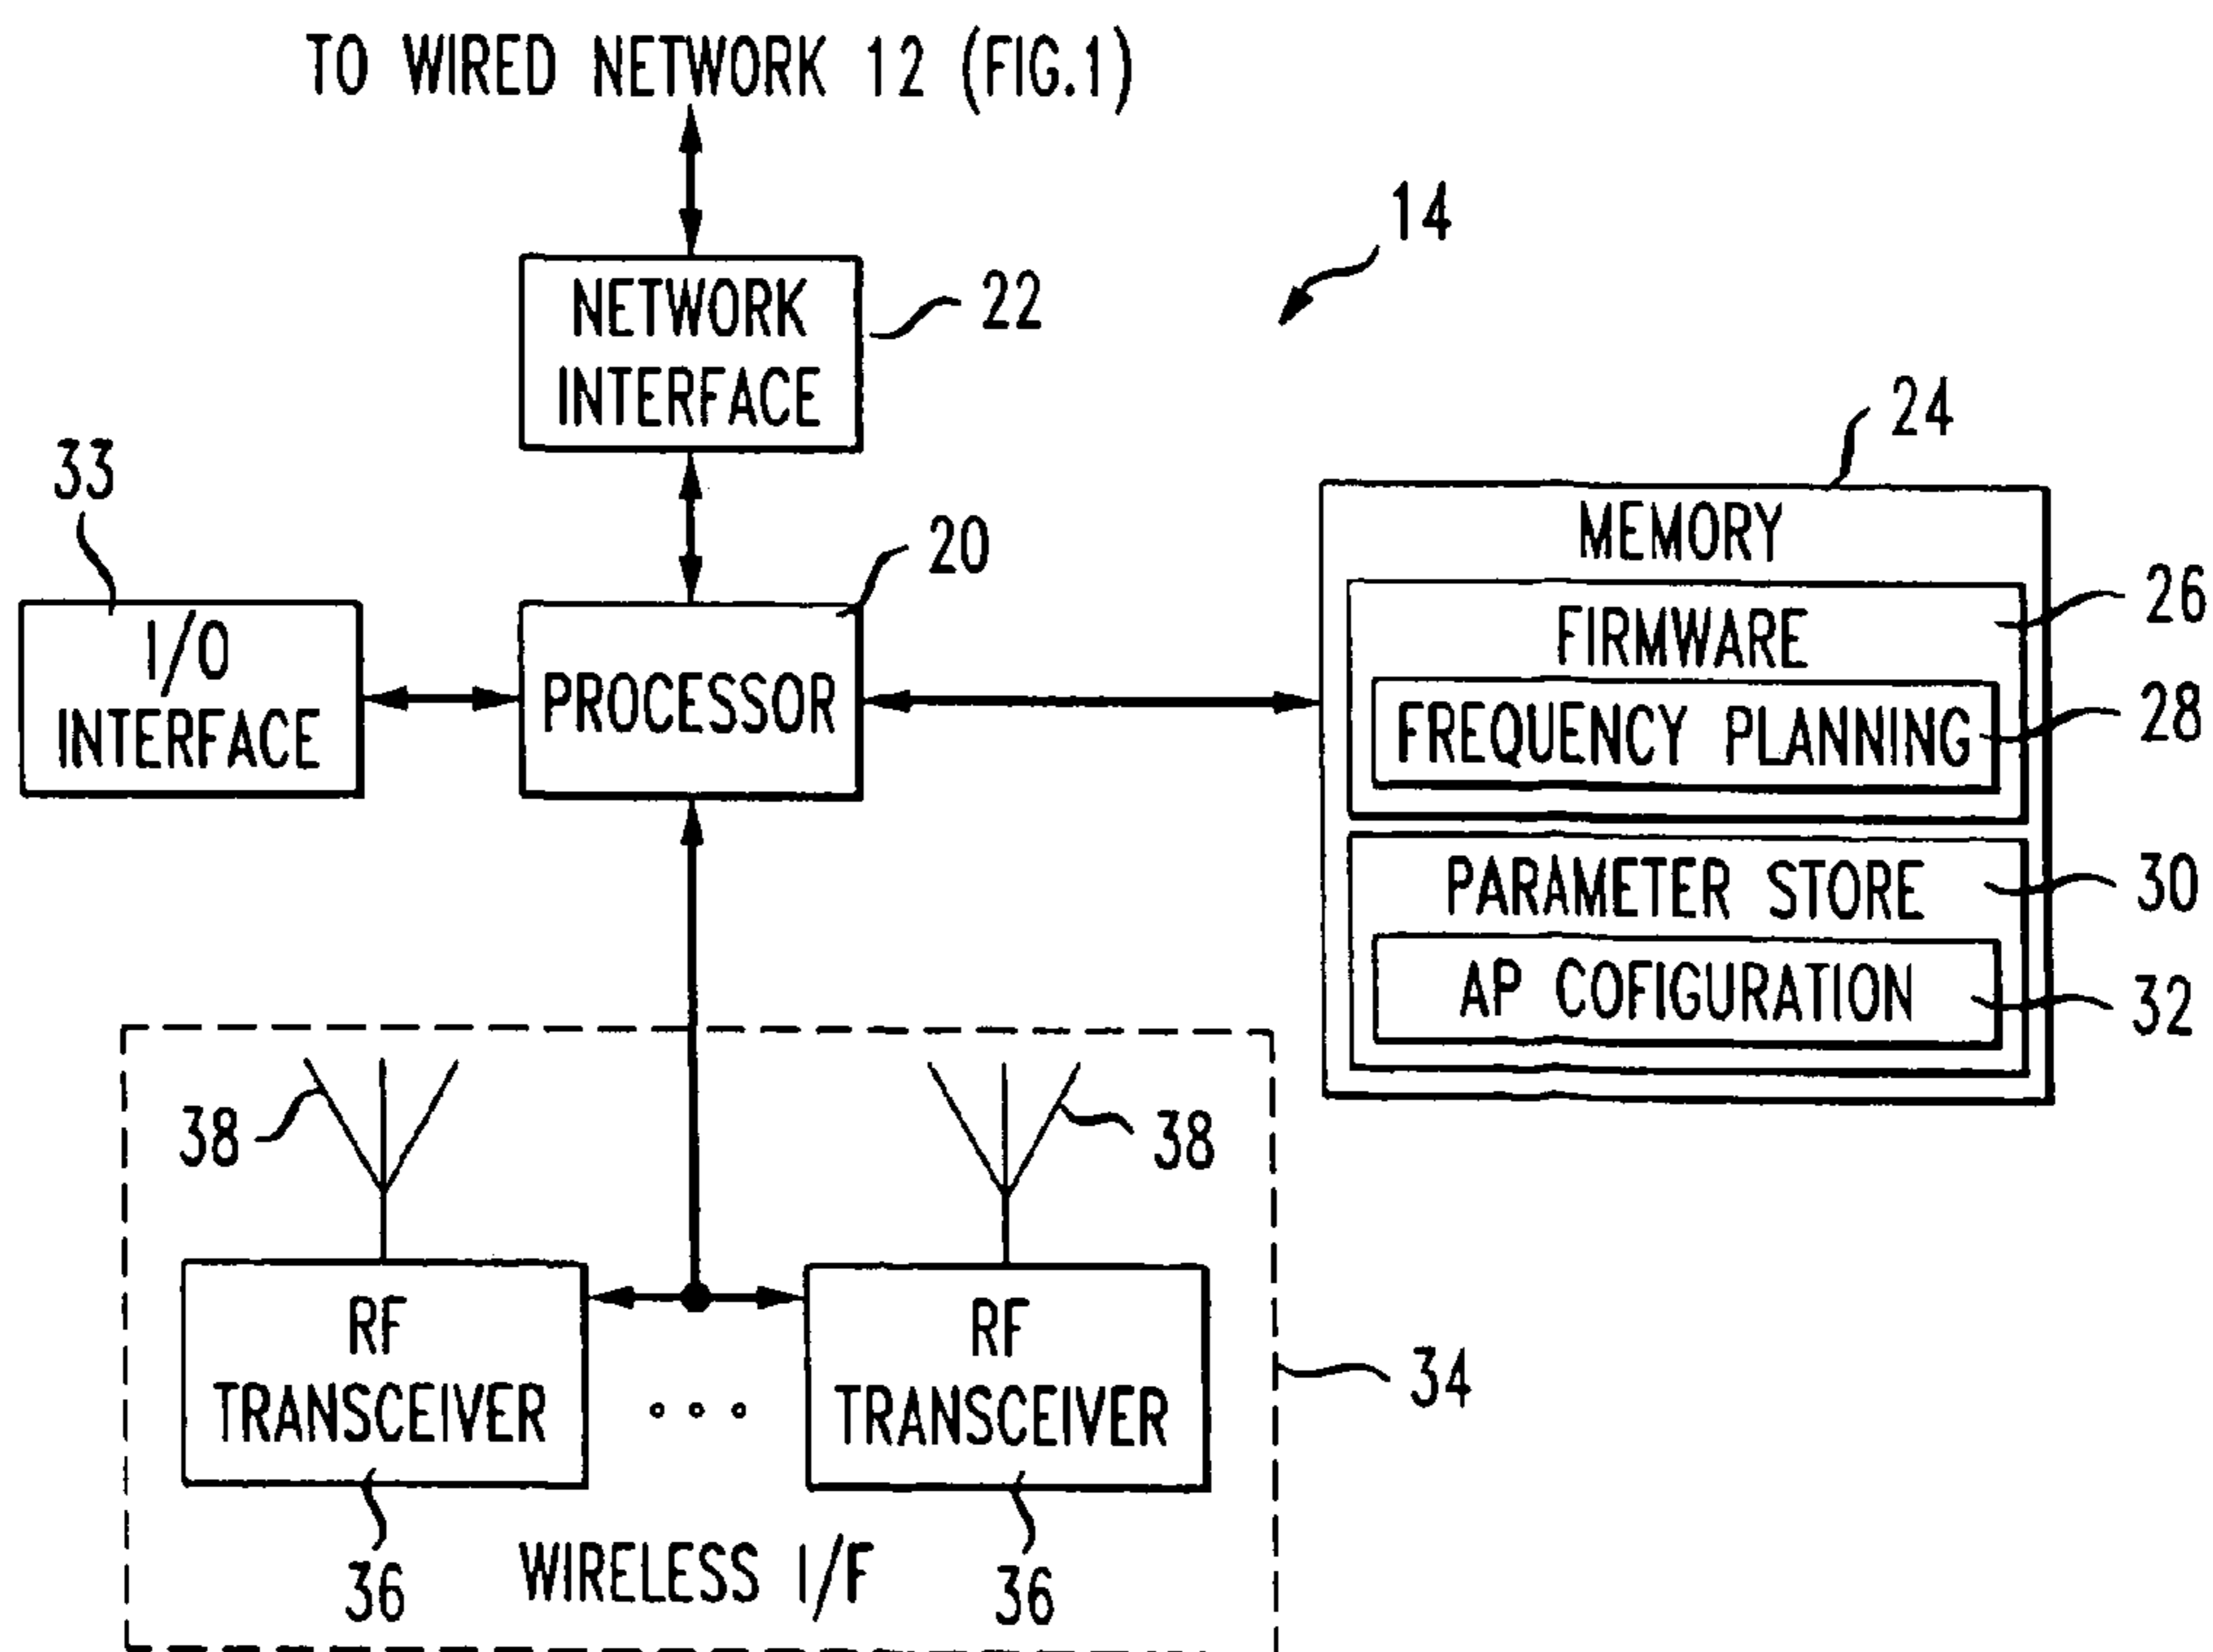 TO WIRED NETWORK 12 (FIG.1)
14
NETWORK
INTERFACE
22
24
33
20
MEMORY
I/O
INTERFACE
PROCESSOR
FIRMWARE
26
FREQUENCY PLANNING
28
PARAMETER STORE
30
AP COFIGURATION
32
38
38
RF
TRANSCEIVER
RF
TRANSCEIVER
34
36
WIRELESS I/F
36